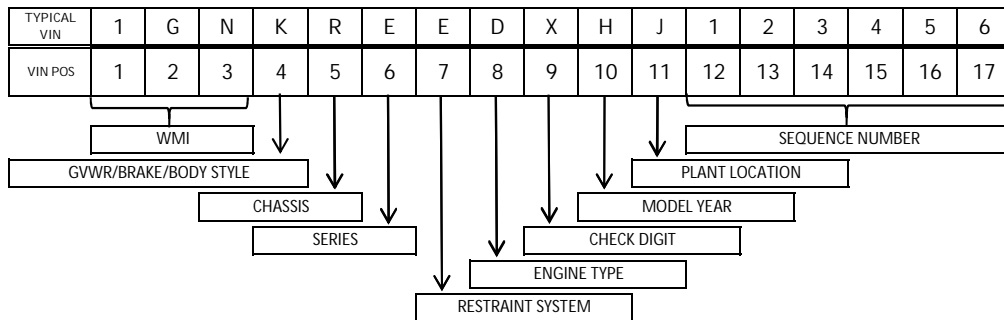 TYPICAL VIN 1 G N K R E E D X H J 1 2 3 4 5 6
VIN POS 1 2 3 4 5 6 7 8 9 10 11 12 13 14 15 16 17
WMI SEQUENCE NUMBER
GVWR/BRAKE/BODY STYLE PLANT LOCATION
CHASSIS MODEL YEAR
SERIES CHECK DIGIT
ENGINE TYPE
RESTRAINT SYSTEM